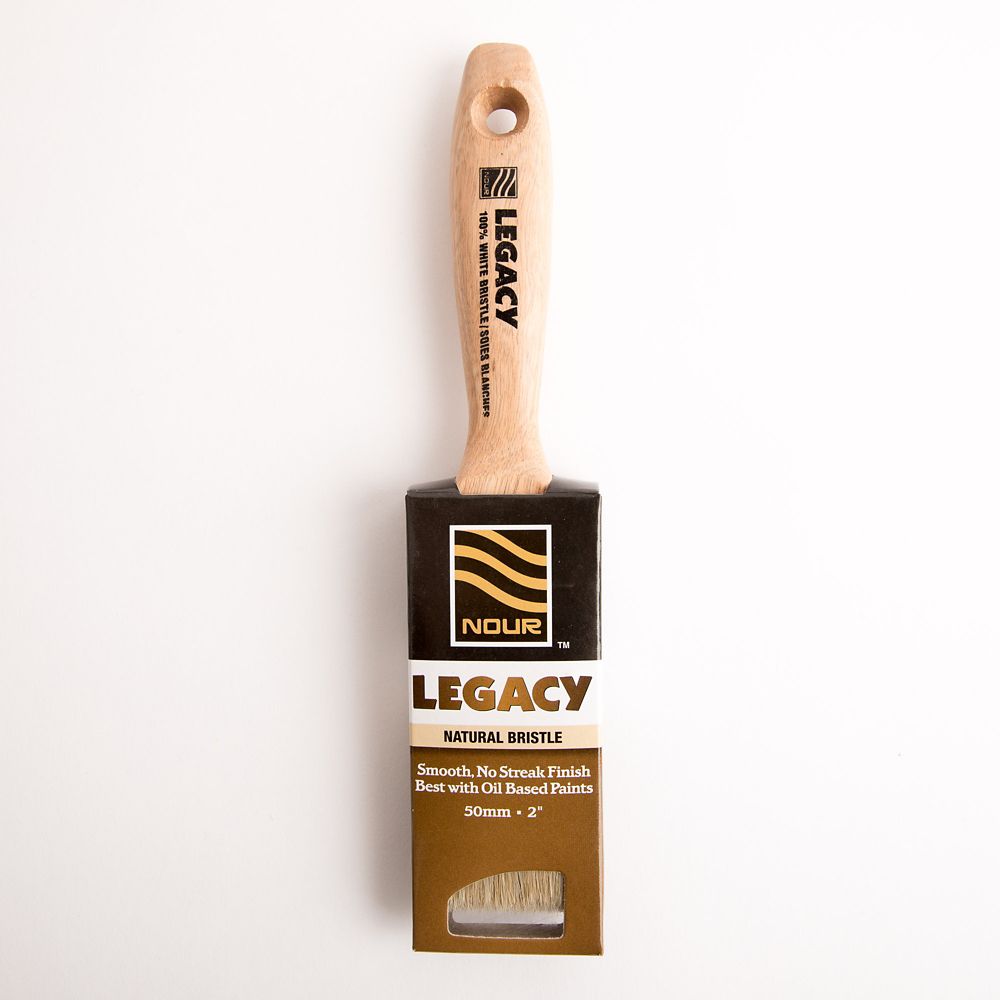 NOUR
LEGACY
100% WHITE BRISTLE/SOIES BLANCHES
NOUR
TM
LEGACY
NATURAL BRISTLE
Smooth, No Streak Finish
Best with Oil Based Paints
50mm ▪ 2"